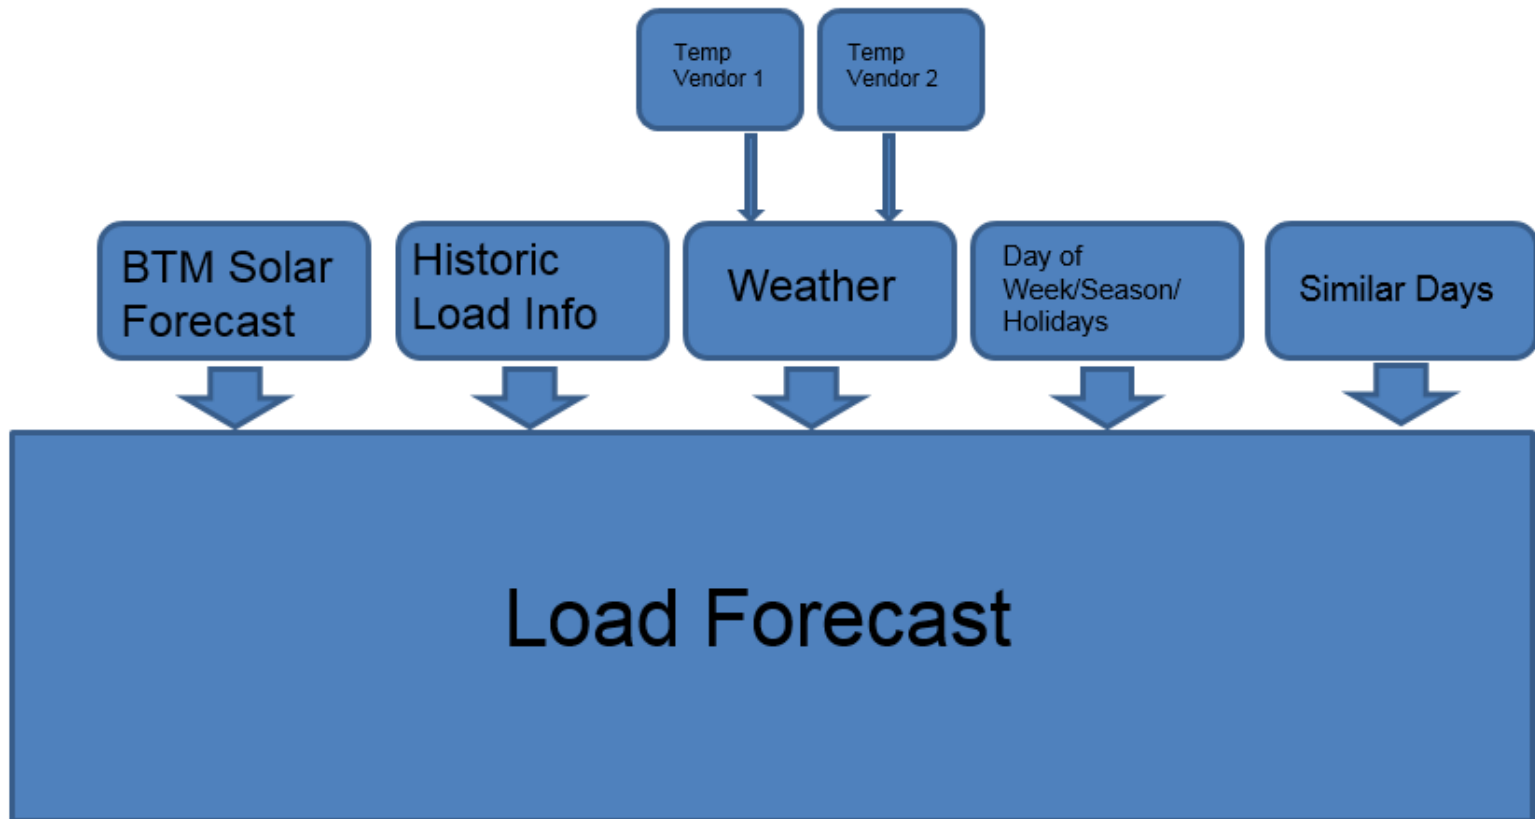 Temp
Vendor 1
Temp
Vendor 2
BTM Solar
Forecast
Historic
Load Info
Weather
Day of
Week/Season/
Holidays
Similar Days
Load Forecast